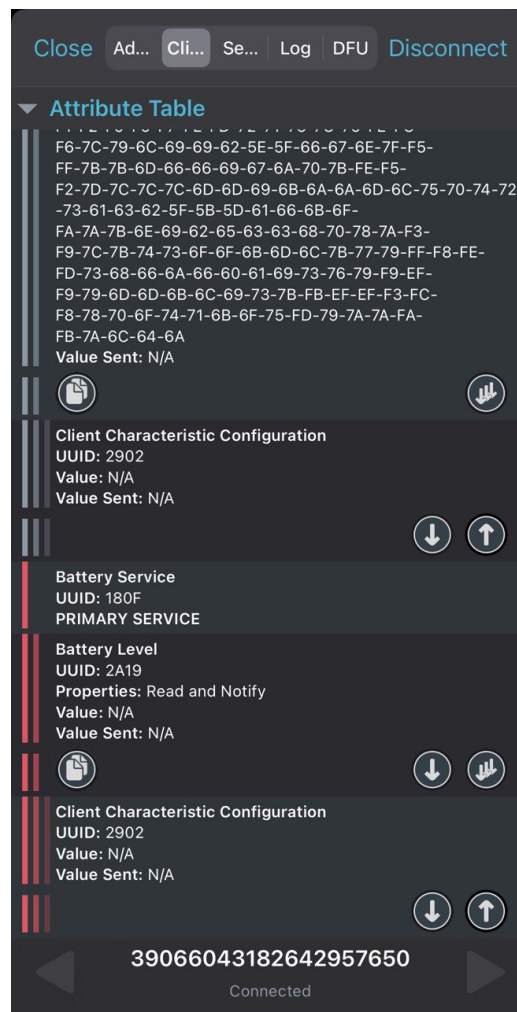 Close Ad... Cli... Se... Log DFU Disconnect
Attribute Table
F6-7C-79-6C-69-69-62-5E-5F-66-67-6E-7F-F5-
FF-7B-7B-6D-66-66-69-67-6A-70-7B-FE-F5-
F2-7D-7C-7C-7C-6D-6D-69-6B-6A-6A-6D-6C-75-70-74-72
-73-61-63-62-5F-5B-5D-61-66-6B-6F-
FA-7A-7B-6E-69-62-65-63-63-68-70-78-7A-F3-
F9-7C-7B-74-73-6F-6F-6B-6D-6C-7B-77-79-FF-F8-FE-
FD-73-68-66-6A-66-60-61-69-73-76-79-F9-EF-
F9-79-6D-6D-6B-6C-69-73-7B-FB-EF-EF-F3-FC-
F8-78-70-6F-74-71-6B-6F-75-FD-79-7A-7A-FA-
FB-7A-6C-64-6A
Value Sent: N/A
Client Characteristic Configuration
UUID: 2902
Value: N/A
Value Sent: N/A
Battery Service
UUID: 180F
PRIMARY SERVICE
Battery Level
UUID: 2A19
Properties: Read and Notify
Value: N/A
Value Sent: N/A
Client Characteristic Configuration
UUID: 2902
Value: N/A
Value Sent: N/A
39066043182642957650
Connected